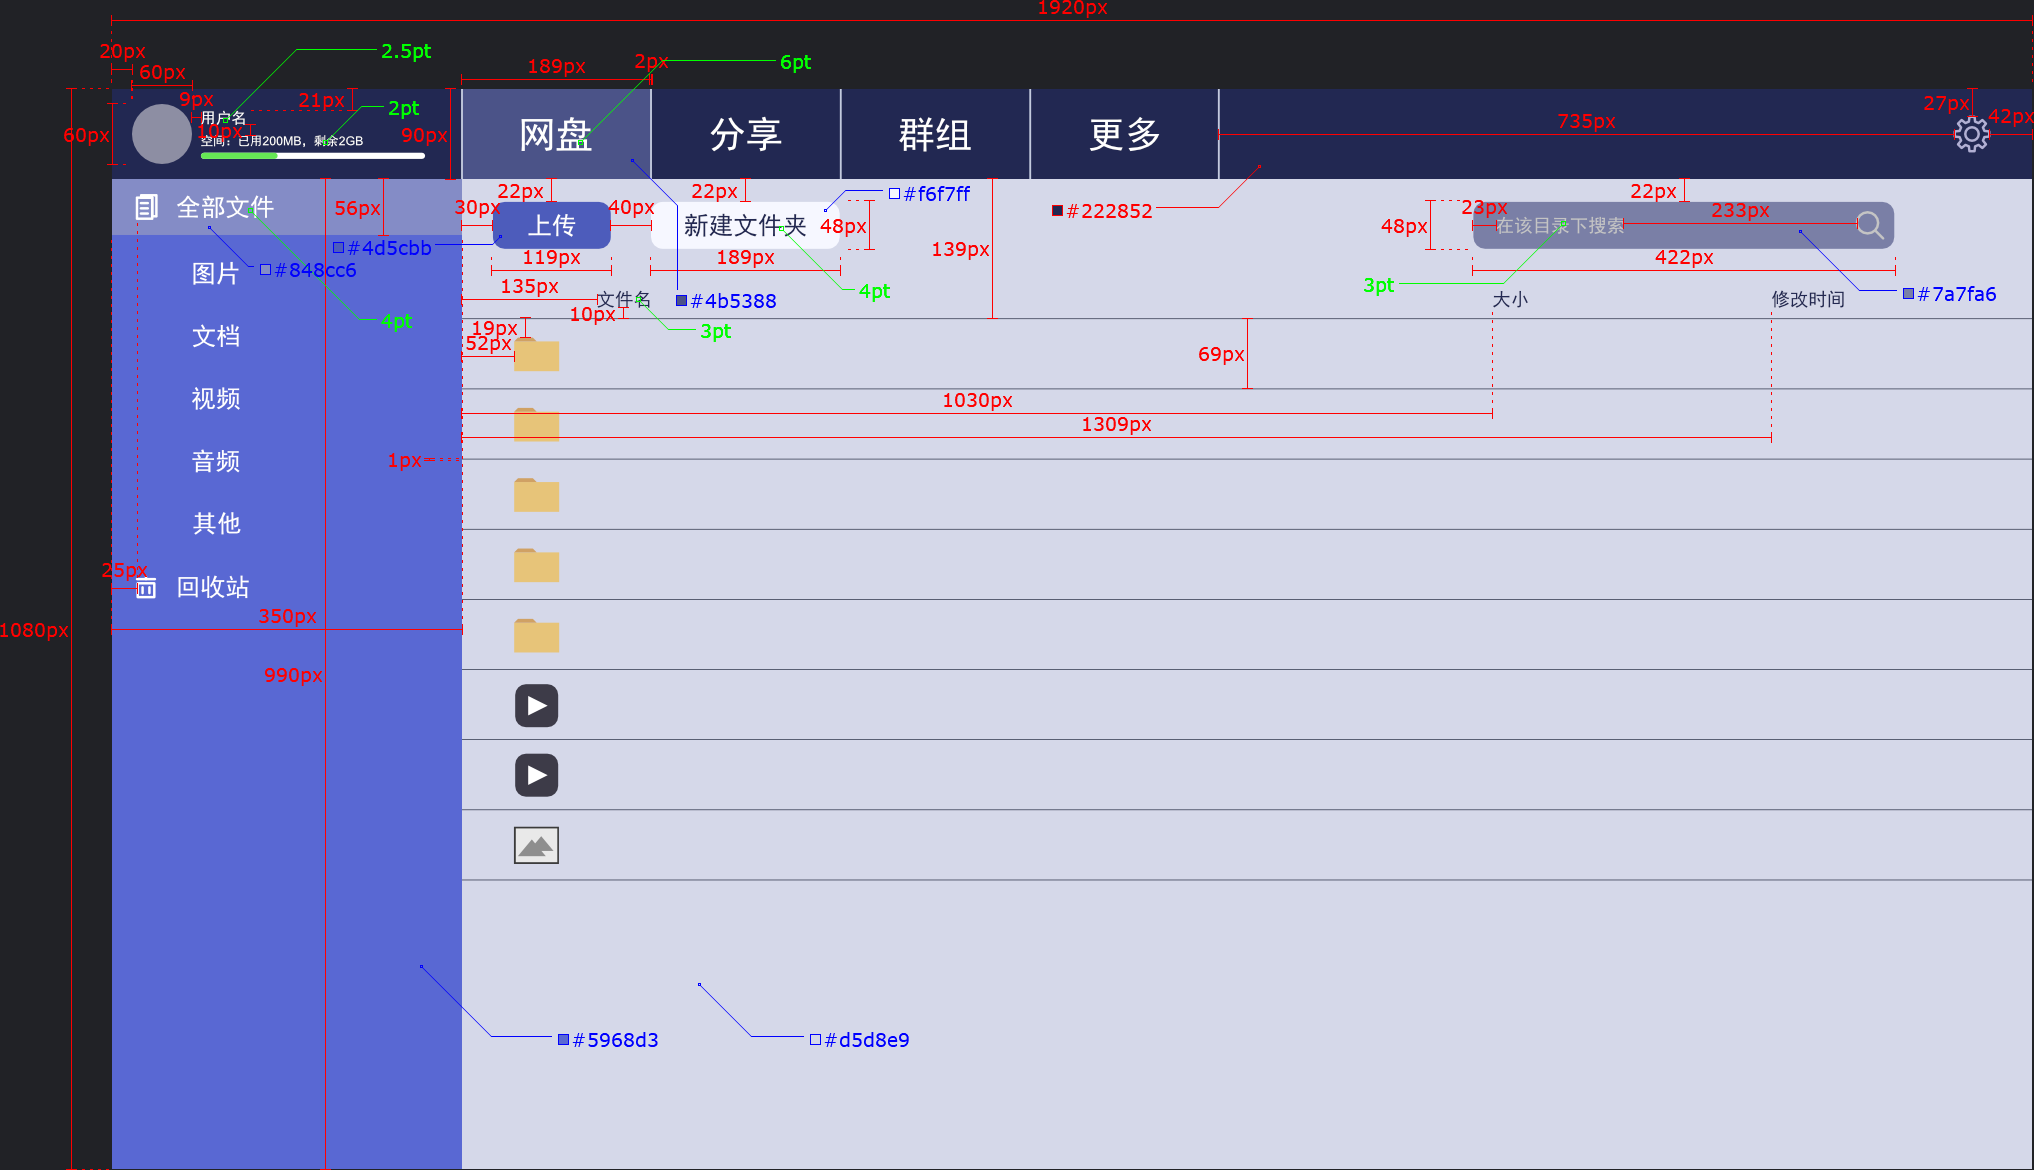 1920px
20px
2.5pt
60px
189px
2px
6pt
9px
21px
2pt
27px
42px
60px
用户名
10px
空间：已用200MB，剩余2GB
90px
网盘
分享
群组
更多
735px
全部文件
56px
22px
30px
上传
40px
22px
新建文件夹
48px
#f6f7ff
#222852
22px
48px
23px
在该目录下搜索
233px
#4d5cbb
119px
189px
139px
422px
#848cc6
图片
135px
文件名
#4b5388
4pt
3pt
大小
修改时间
#7a7fa6
10px
4pt
19px
3pt
文档
52px
69px
视频
1030px
1309px
音频
1px
其他
25px
回收站
350px
1080px
990px
#5968d3
#d5d8e9